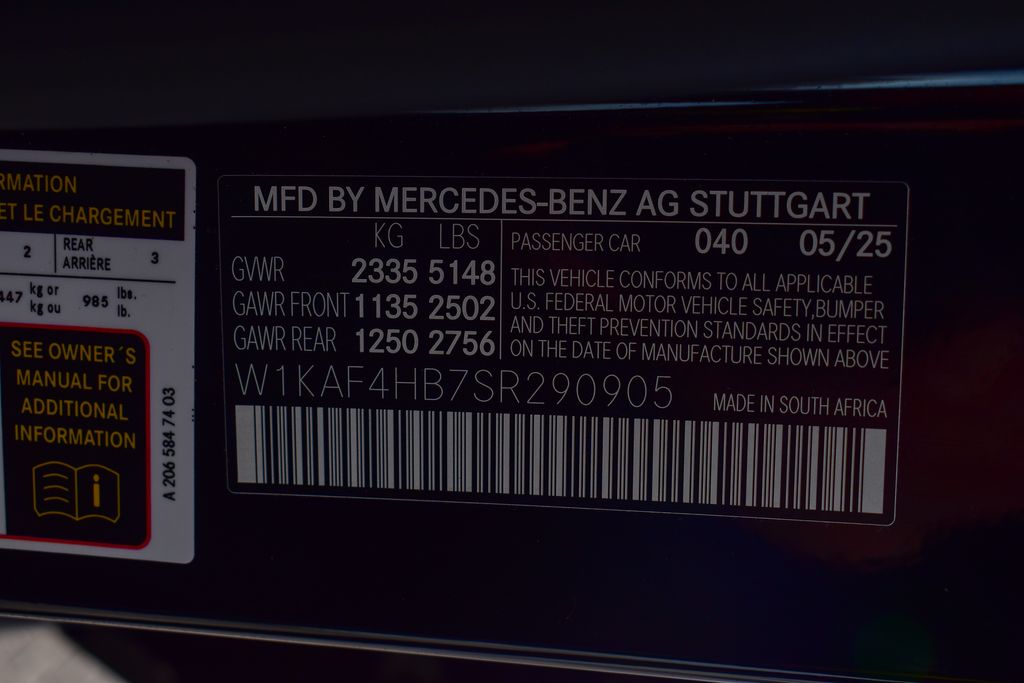 RMATION
ET LE CHARGEMENT
2 REAR ARRIÈRE 3
447 kg or kg ou 985 lbs. lb.
SEE OWNER´S
MANUAL FOR
ADDITIONAL
INFORMATION
i
A 206 584 74 03
MFD BY MERCEDES-BENZ AG STUTTGART
KG LBS
GVWR 2335 5148
GAWR FRONT 1135 2502
GAWR REAR 1250 2756
PASSENGER CAR 040 05/25
THIS VEHICLE CONFORMS TO ALL APPLICABLE
U.S. FEDERAL MOTOR VEHICLE SAFETY,BUMPER
AND THEFT PREVENTION STANDARDS IN EFFECT
ON THE DATE OF MANUFACTURE SHOWN ABOVE
W1KAF4HB7SR290905
MADE IN SOUTH AFRICA